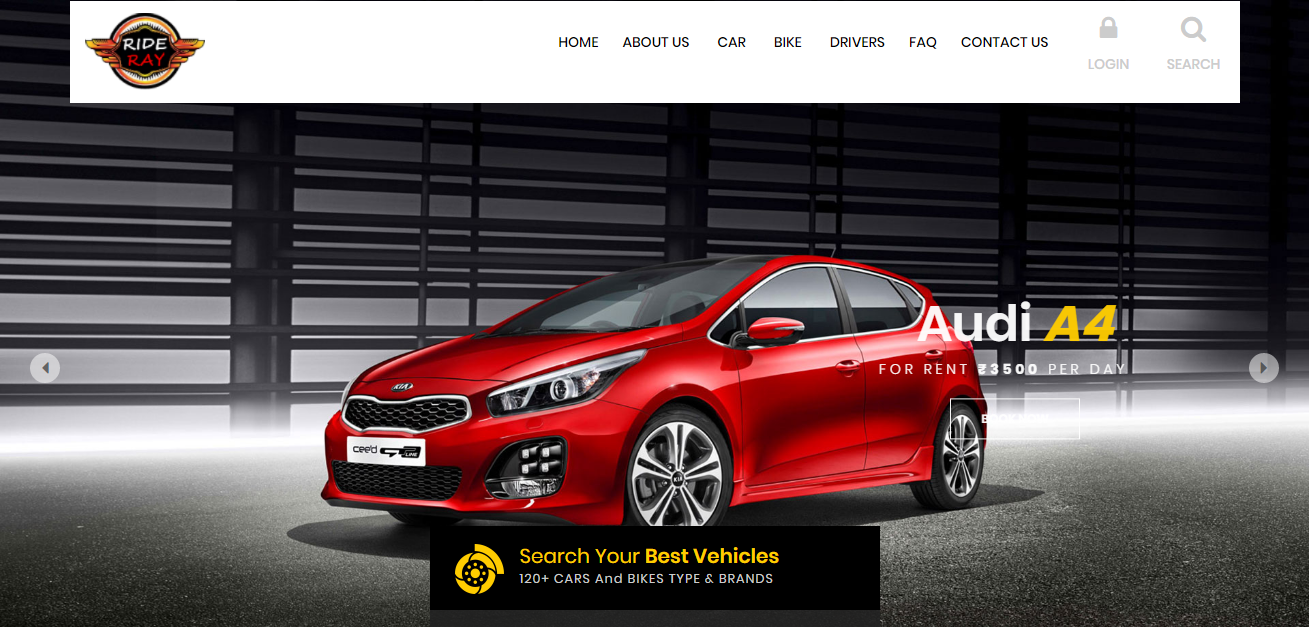 RIDE
RAY
HOME ABOUT US CAR BIKE DRIVERS FAQ CONTACT US
LOGIN SEARCH
Audi A4
FOR RENT ₹3500 PER DAY
KIA
cee'd GT LINE
KIA
Search Your Best Vehicles
120+ CARS And BIKES TYPE & BRANDS